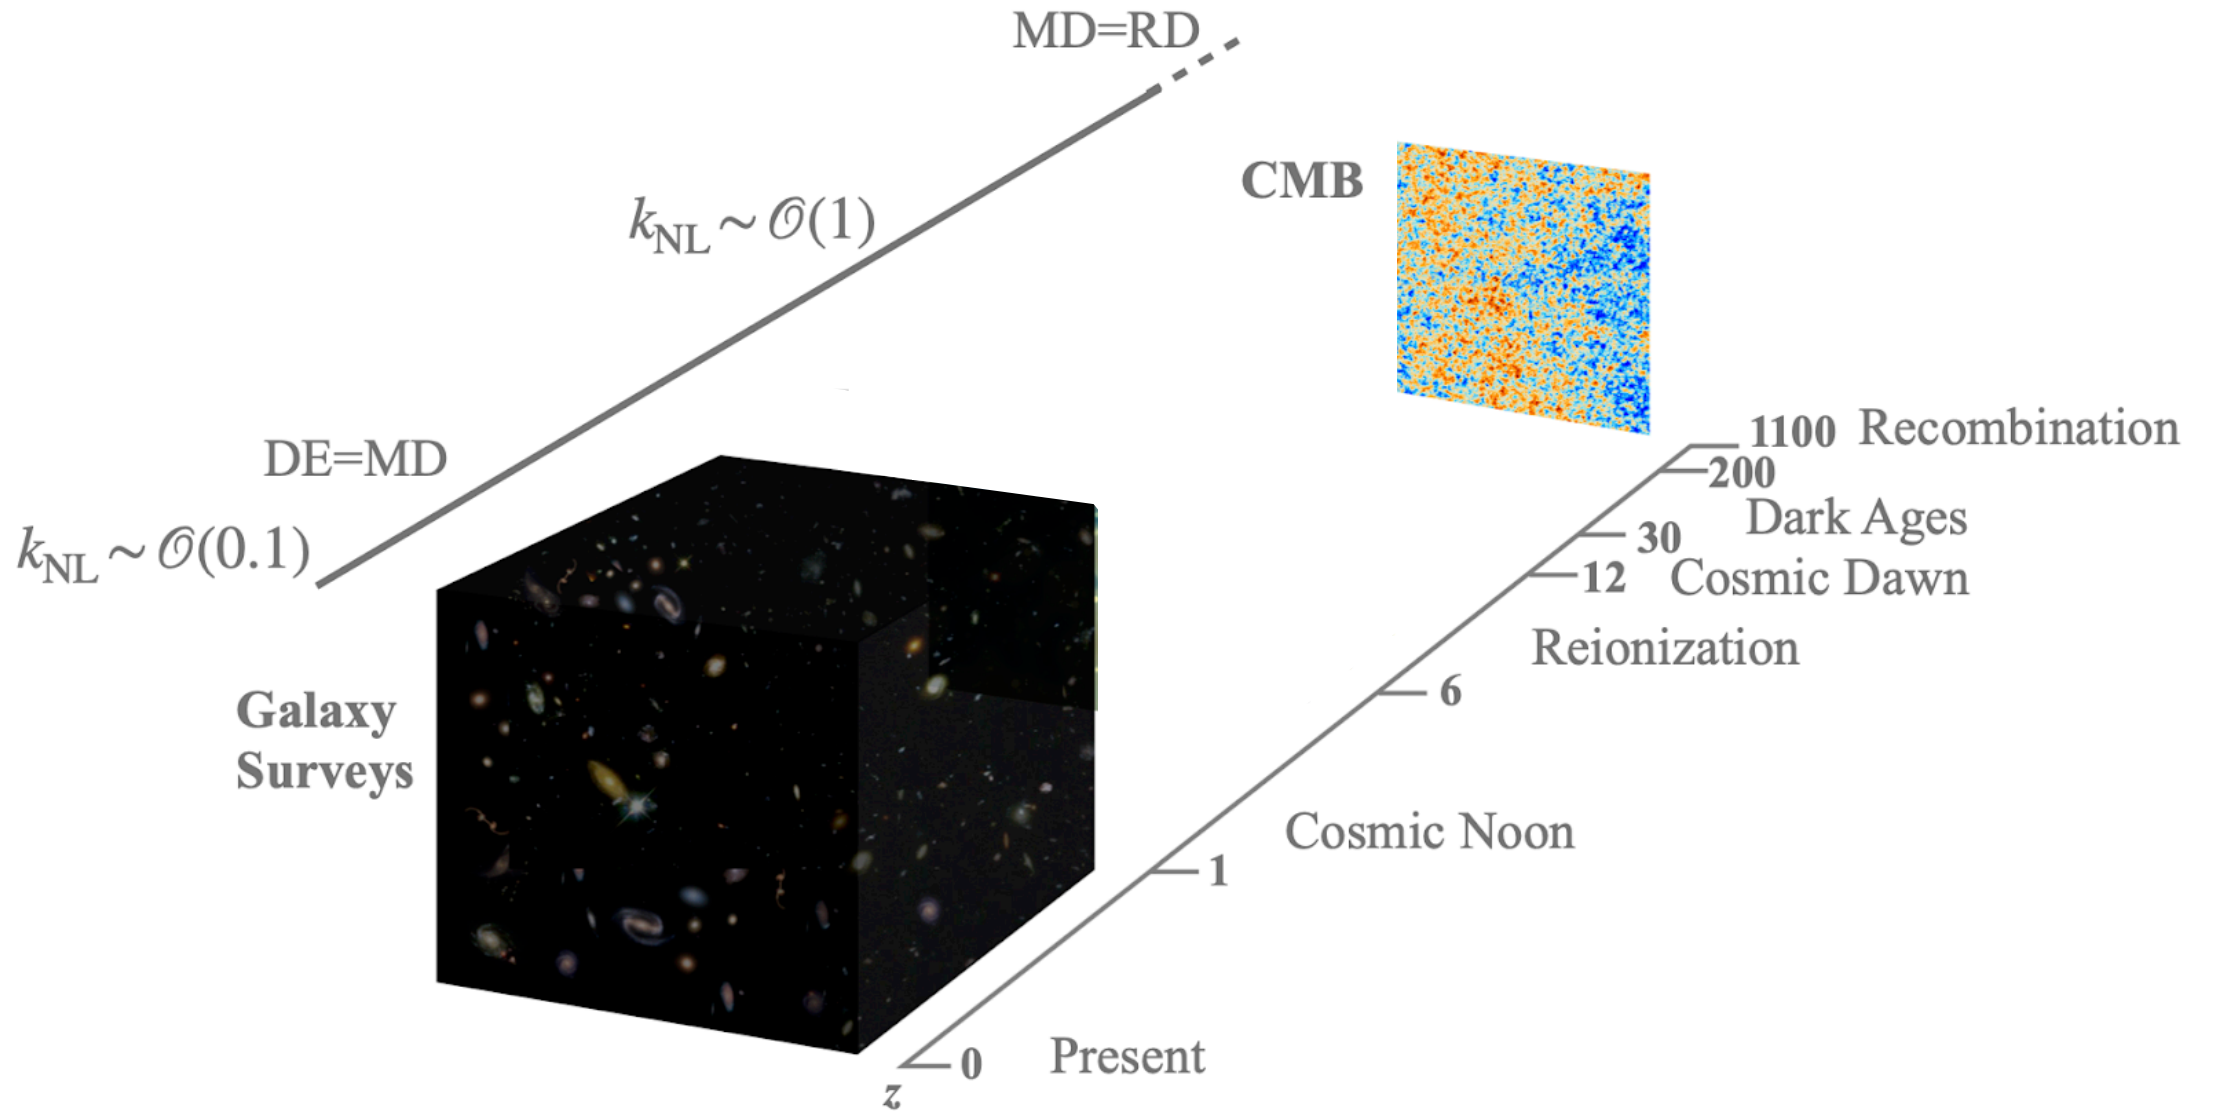 MD=RD
CMB
k_NL ~ 𝒪(1)
1100 Recombination
200
DE=MD
Dark Ages
30
k_NL ~ 𝒪(0.1)
12 Cosmic Dawn
Reionization
6
Galaxy
Surveys
Cosmic Noon
1
0 Present
z